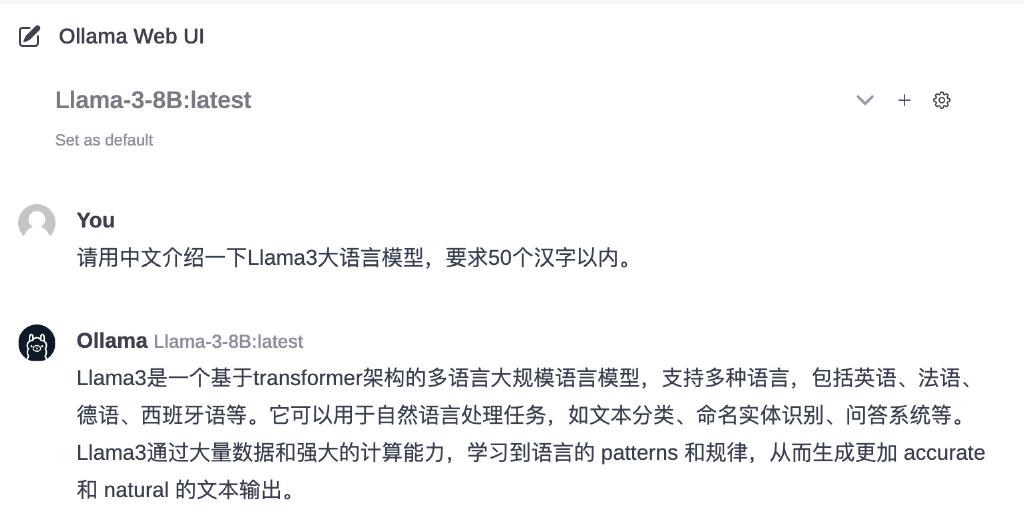 Ollama Web UI
Llama-3-8B:latest
Set as default
You
请用中文介绍一下Llama3大语言模型，要求50个汉字以内。
Ollama Llama-3-8B:latest
Llama3是一个基于transformer架构的多语言大规模语言模型，支持多种语言，包括英语、法语、
德语、西班牙语等。它可以用于自然语言处理任务，如文本分类、命名实体识别、问答系统等。
Llama3通过大量数据和强大的计算能力，学习到语言的 patterns 和规律，从而生成更加 accurate
和 natural 的文本输出。